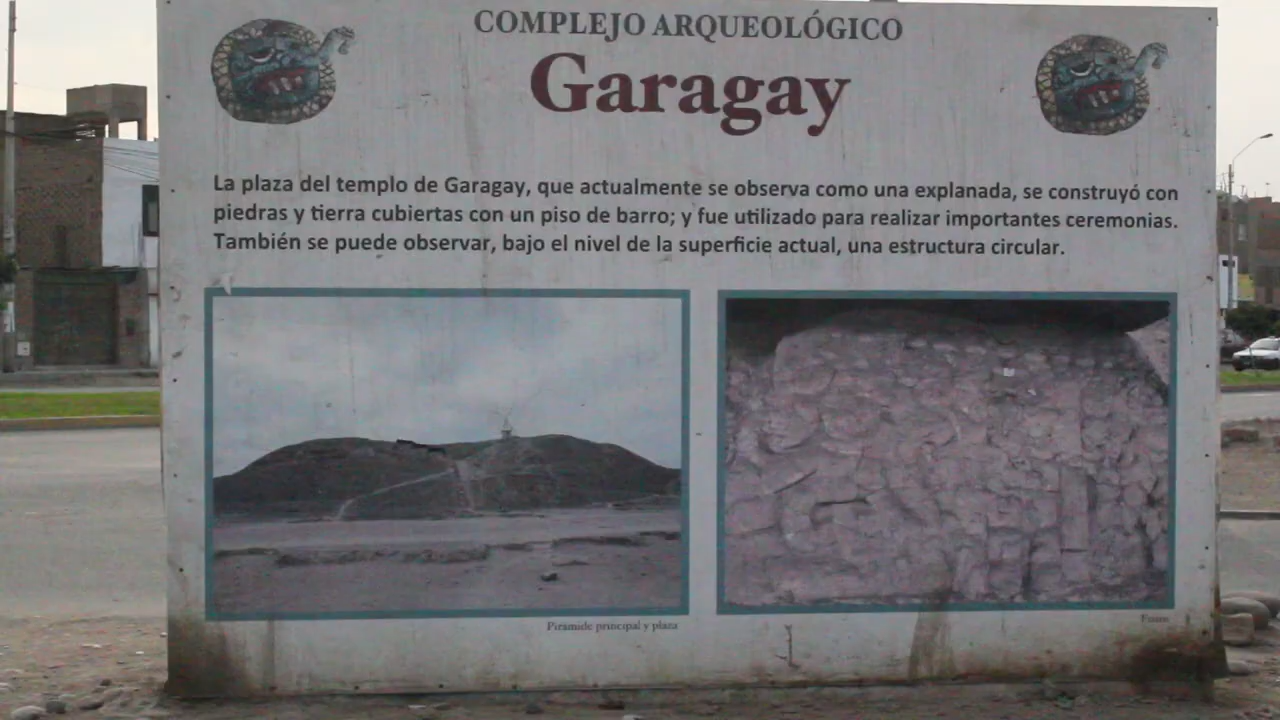 COMPLEJO ARQUEOLÓGICO
Garagay
La plaza del templo de Garagay, que actualmente se observa como una explanada, se construyó con
piedras y tierra cubiertas con un piso de barro; y fue utilizado para realizar importantes ceremonias.
También se puede observar, bajo el nivel de la superficie actual, una estructura circular.
Pirámide principal y plaza